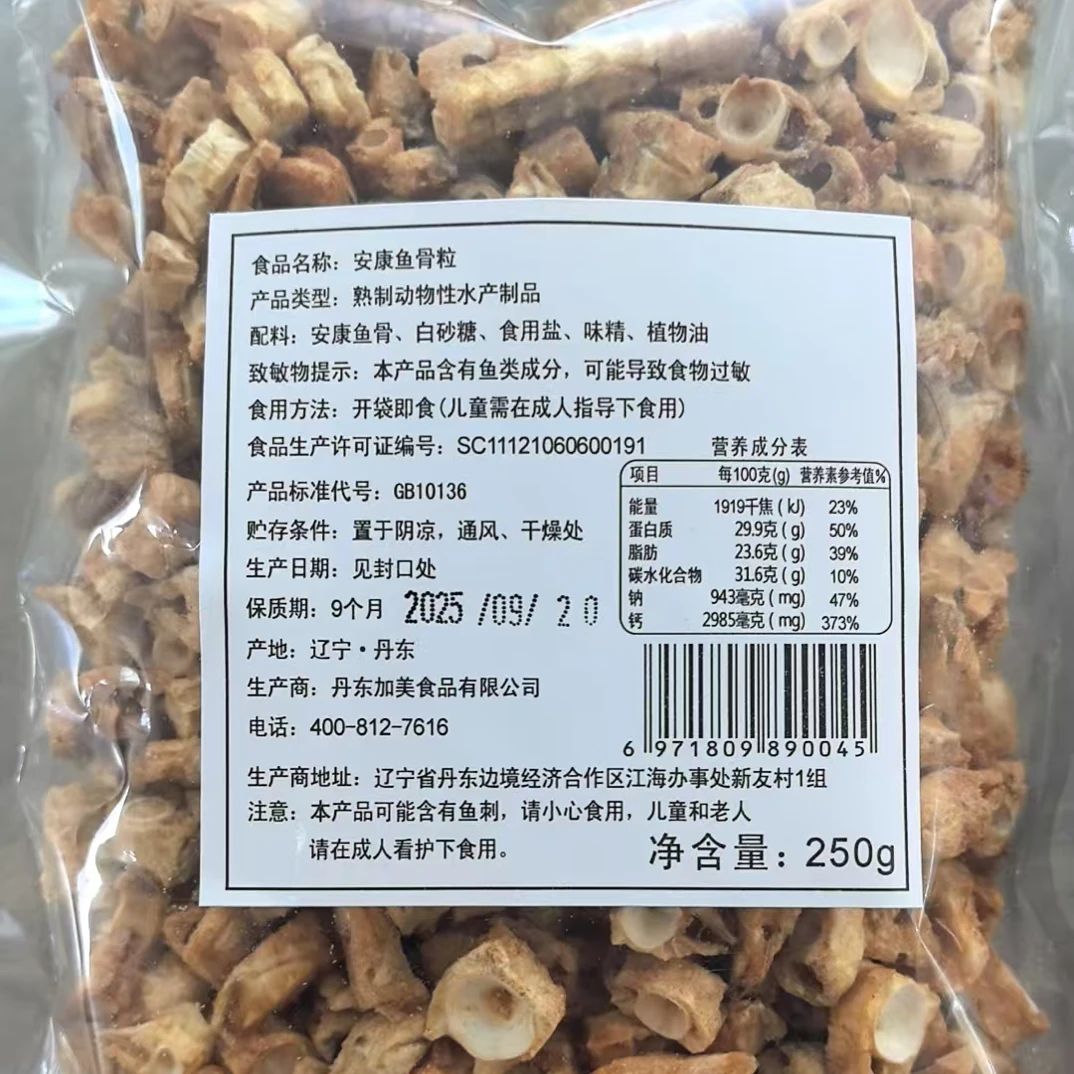 食品名称：安康鱼骨粒
产品类型：熟制动物性水产制品
配料：安康鱼骨、白砂糖、食用盐、味精、植物油
致敏物提示：本产品含有鱼类成分，可能导致食物过敏
食用方法：开袋即食(儿童需在成人指导下食用)
食品生产许可证编号：SC11121060600191
产品标准代号：GB10136
贮存条件：置于阴凉，通风、干燥处
生产日期：见封口处
保质期：9个月 2025 /09/ 20
产地：辽宁·丹东
生产商：丹东加美食品有限公司
电话：400-812-7616
营养成分表
项目 每100克(g) 营养素参考值%
能量 1919千焦(kJ) 23%
蛋白质 29.9克(g) 50%
脂肪 23.6克(g) 39%
碳水化合物 31.6克(g) 10%
钠 943毫克(mg) 47%
钙 2985毫克(mg) 373%
6 971809 890045
生产商地址：辽宁省丹东边境经济合作区江海办事处新友村1组
注意：本产品可能含有鱼刺，请小心食用，儿童和老人
请在成人看护下食用。
净含量：250g